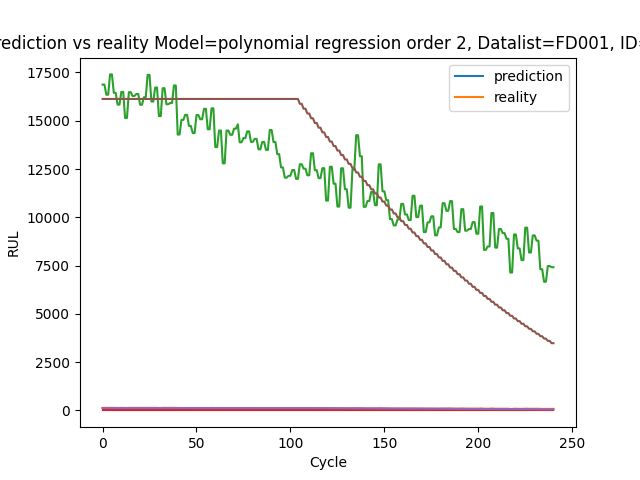 rediction vs reality Model=polynomial regression order 2, Datalist=FD001, ID=
17500
15000
12500
10000
7500
5000
2500
0
RUL
prediction
reality
0 50 100 150 200 250
Cycle